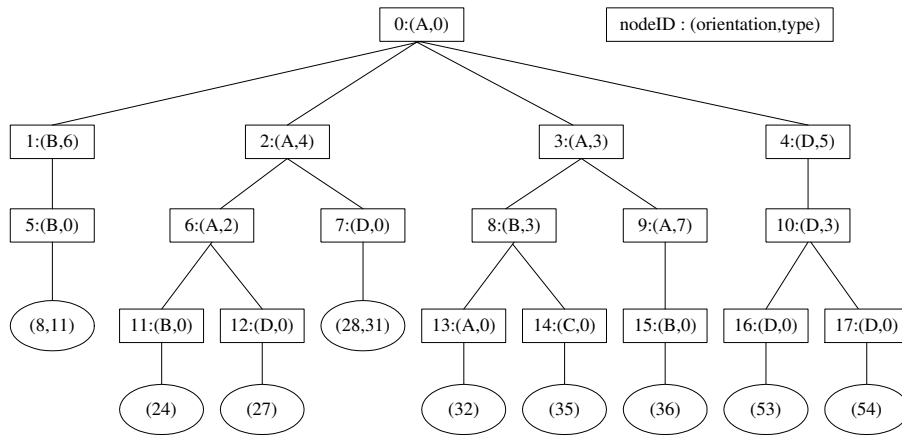 0:(A,0) nodeID : (orientation,type)
1:(B,6) 2:(A,4) 3:(A,3) 4:(D,5)
5:(B,0) 6:(A,2) 7:(D,0) 8:(B,3) 9:(A,7) 10:(D,3)
(8,11) 11:(B,0) 12:(D,0) (28,31) 13:(A,0) 14:(C,0) 15:(B,0) 16:(D,0) 17:(D,0)
(24) (27) (32) (35) (36) (53) (54)